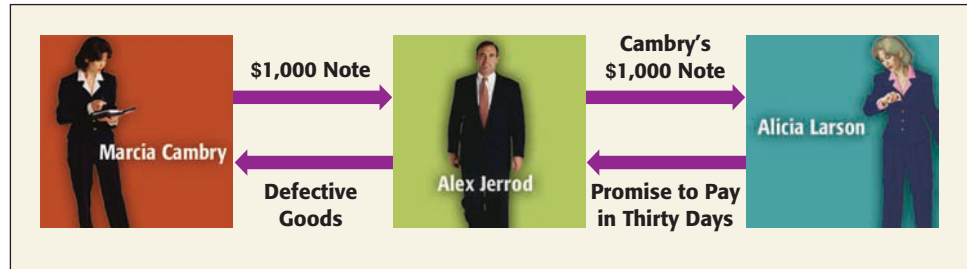 $1,000 Note
Cambry's
$1,000 Note
Marcia Cambry
Alex Jerrod
Alicia Larson
Defective
Goods
Promise to Pay
in Thirty Days